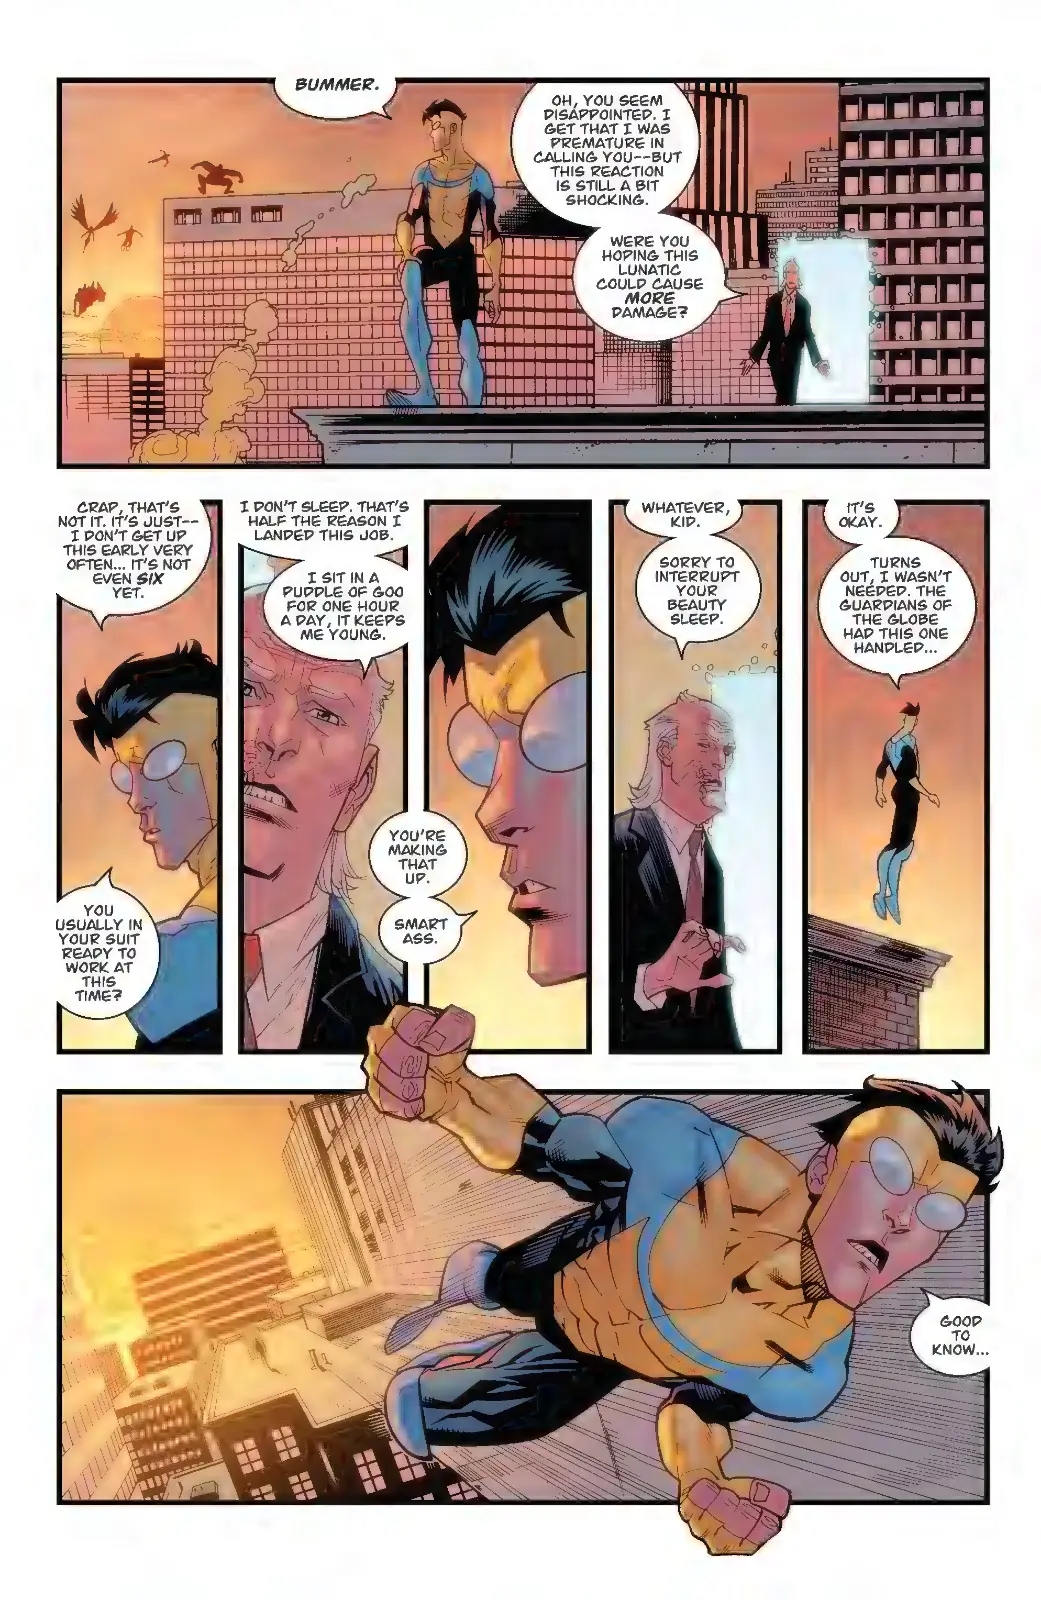 BUMMER.
OH, YOU SEEM
DISAPPOINTED. I
GET THAT I WAS
PREMATURE IN
CALLING YOU--BUT
THIS REACTION
IS STILL A BIT
SHOCKING.
WERE YOU
HOPING THIS
LUNATIC
COULD CAUSE
MORE
DAMAGE?
CRAP, THAT'S
NOT IT. IT'S JUST--
I DON'T GET UP
THIS EARLY VERY
OFTEN... IT'S NOT
EVEN SIX
YET.
YOU
USUALLY IN
YOUR SUIT
READY TO
WORK AT
THIS
TIME?
I DON'T SLEEP. THAT'S
HALF THE REASON I
LANDED THIS JOB.
I SIT IN A
PUDDLE OF GOO
FOR ONE HOUR
A DAY, IT KEEPS
ME YOUNG.
YOU'RE
MAKING
THAT
UP.
SMART
ASS.
WHATEVER,
KID.
SORRY TO
INTERRUPT
YOUR
BEAUTY
SLEEP.
IT'S
OKAY.
TURNS
OUT, I WASN'T
NEEDED. THE
GUARDIANS OF
THE GLOBE
HAD THIS ONE
HANDLED...
GOOD
TO
KNOW...